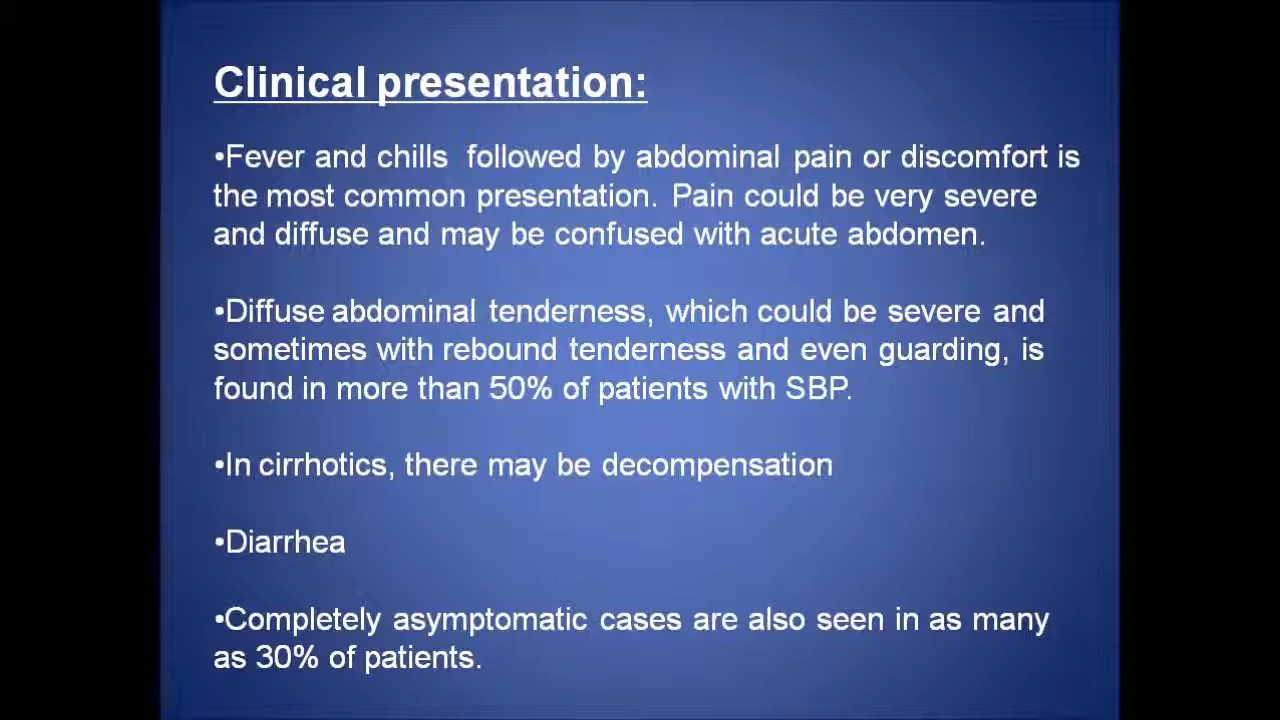 Clinical presentation:
•Fever and chills followed by abdominal pain or discomfort is
the most common presentation. Pain could be very severe
and diffuse and may be confused with acute abdomen.
•Diffuse abdominal tenderness, which could be severe and
sometimes with rebound tenderness and even guarding, is
found in more than 50% of patients with SBP.
•In cirrhotics, there may be decompensation
•Diarrhea
•Completely asymptomatic cases are also seen in as many
as 30% of patients.